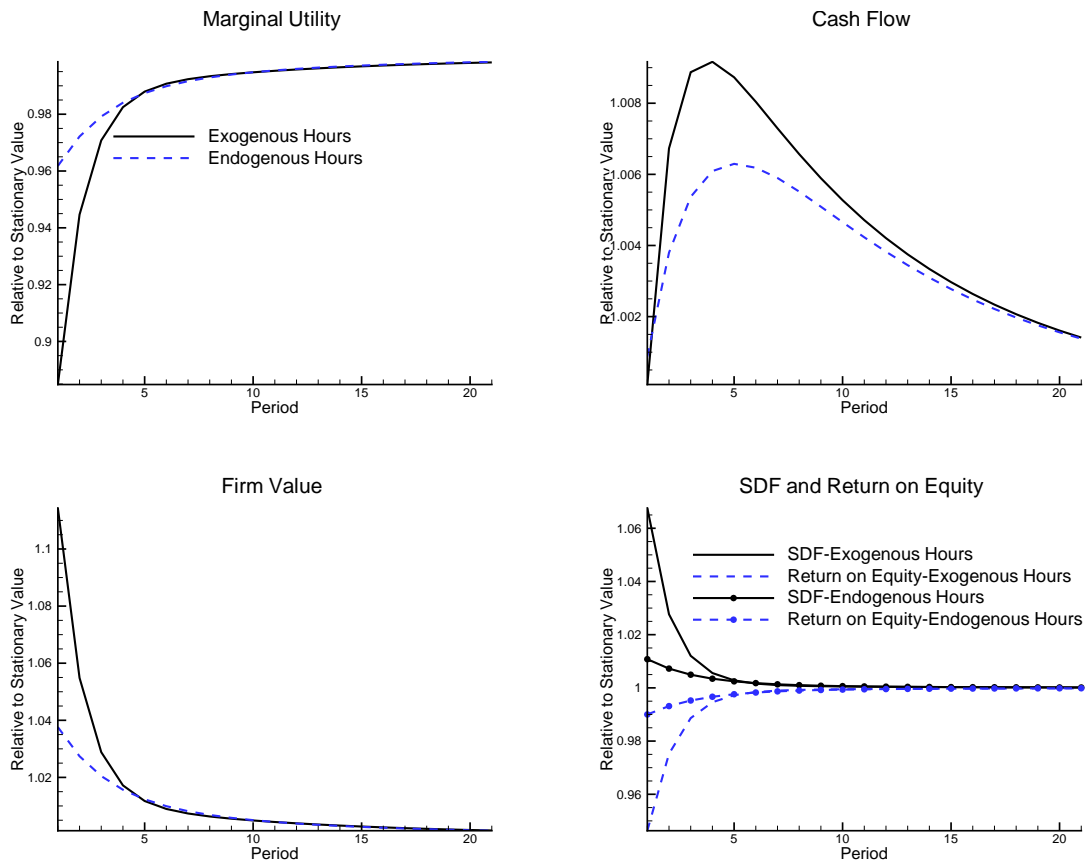 Marginal Utility
Relative to Stationary Value
0.98
0.96
0.94
0.92
0.9
Exogenous Hours
Endogenous Hours
5
10
15
20
Period
Cash Flow
Relative to Stationary Value
1.008
1.006
1.004
1.002
5
10
15
20
Period
Firm Value
Relative to Stationary Value
1.1
1.08
1.06
1.04
1.02
5
10
15
20
Period
SDF and Return on Equity
Relative to Stationary Value
1.06
1.04
1.02
1
0.98
0.96
SDF-Exogenous Hours
Return on Equity-Exogenous Hours
SDF-Endogenous Hours
Return on Equity-Endogenous Hours
5
10
15
20
Period